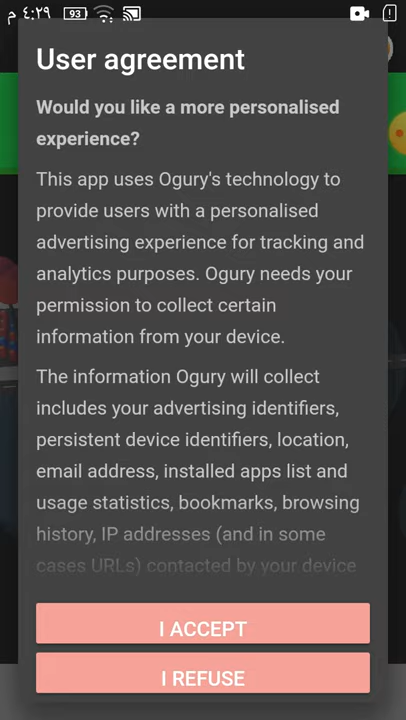 م ٤:٢٩ 93
User agreement
Would you like a more personalised
experience?
This app uses Ogury's technology to
provide users with a personalised
advertising experience for tracking and
analytics purposes. Ogury needs your
permission to collect certain
information from your device.
The information Ogury will collect
includes your advertising identifiers,
persistent device identifiers, location,
email address, installed apps list and
usage statistics, bookmarks, browsing
history, IP addresses (and in some
cases URLs) contacted by your device
I ACCEPT
I REFUSE